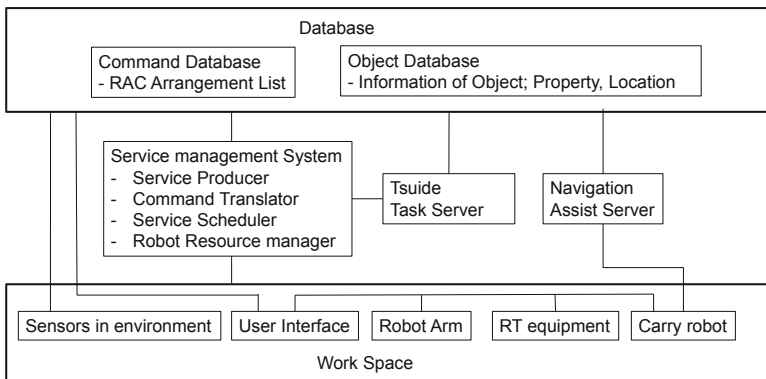 Database
Command Database
- RAC Arrangement List
Object Database
- Information of Object; Property, Location
Service management System
- Service Producer
- Command Translator
- Service Scheduler
- Robot Resource manager
Tsuide
Task Server
Navigation
Assist Server
Sensors in environment
User Interface
Robot Arm
RT equipment
Carry robot
Work Space